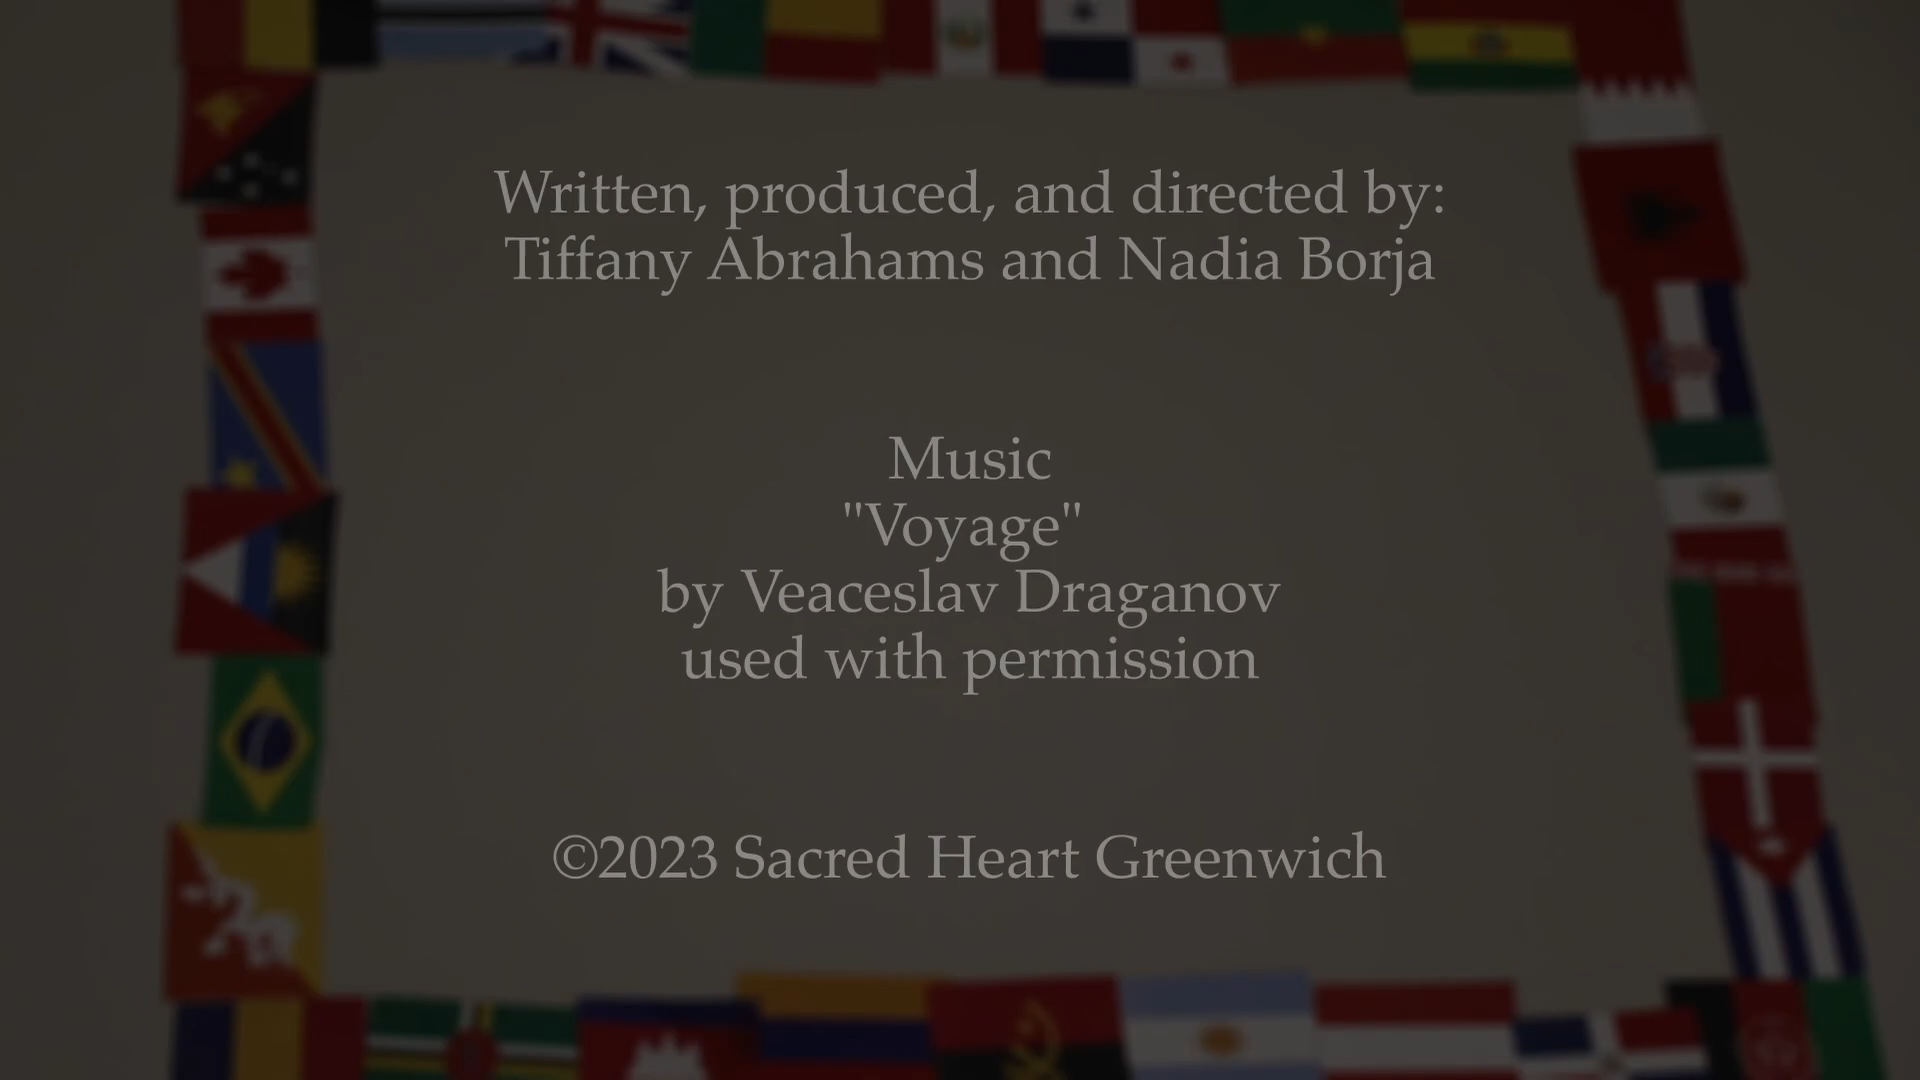 Written, produced, and directed by:
Tiffany Abrahams and Nadia Borja
Music
"Voyage"
by Veaceslav Draganov
used with permission
©2023 Sacred Heart Greenwich